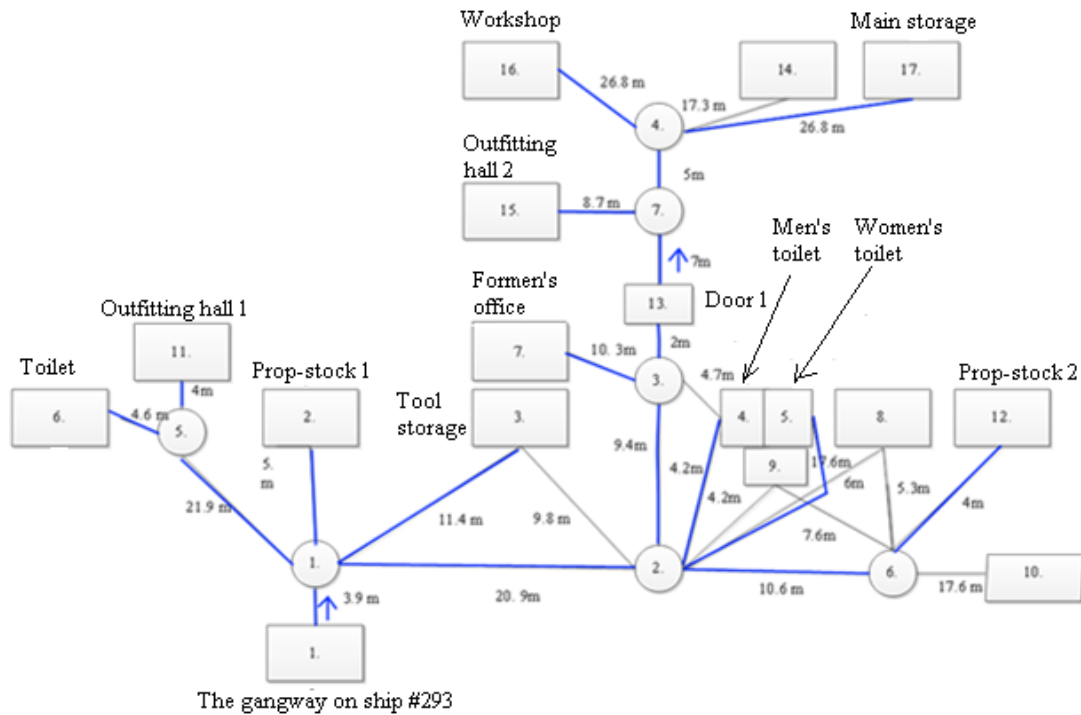 Workshop
Main storage
16.
14.
17.
26.8 m
17.3 m
4.
26.8 m
Outfitting
hall 2
5m
15.
8.7 m
7.
Men's
toilet
Women's
toilet
7m
Formen's
office
13.
Door 1
Outfitting hall 1
2m
11.
7.
10. 3m
3.
4.7m
Toilet
Prop-stock 1
Tool
storage
Prop-stock 2
4m
6.
4.6 m
5.
2.
3.
4.
5.
8.
12.
9.4m
5.
m
4.2m
9.
17.6m
6m
5.3m
4m
21.9 m
11.4 m
9.8 m
4.2m
7.6m
1.
2.
6.
10.
3.9 m
20. 9m
10.6 m
17.6 m
1.
The gangway on ship #293